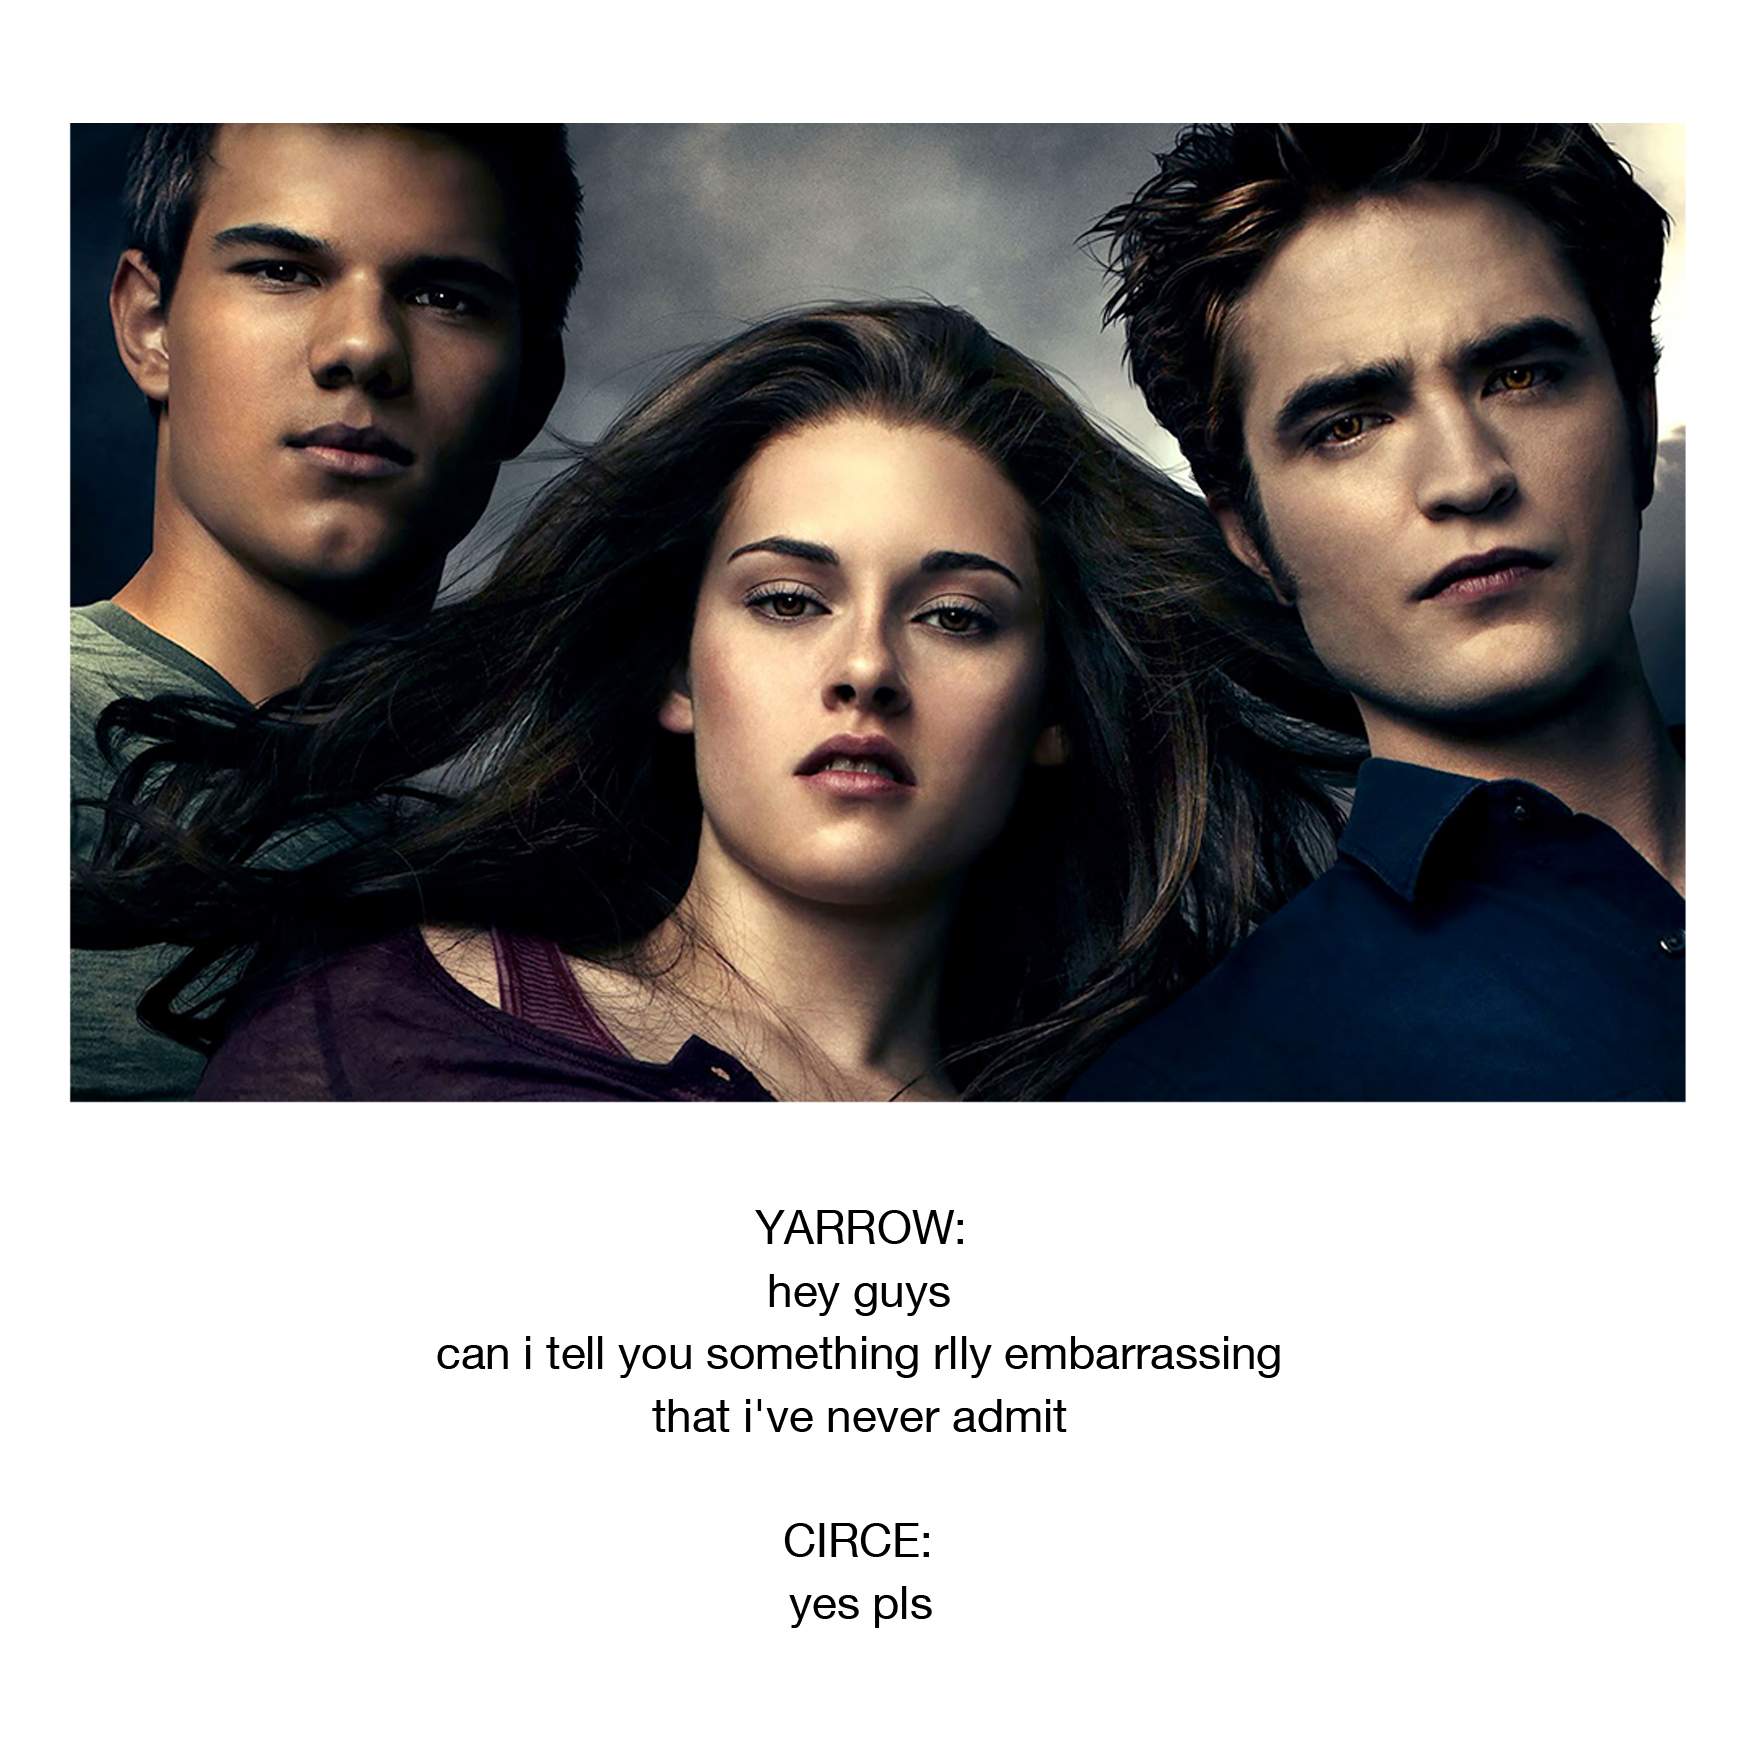 YARROW:
hey guys
can i tell you something rlly embarrassing
that i've never admit
CIRCE:
yes pls